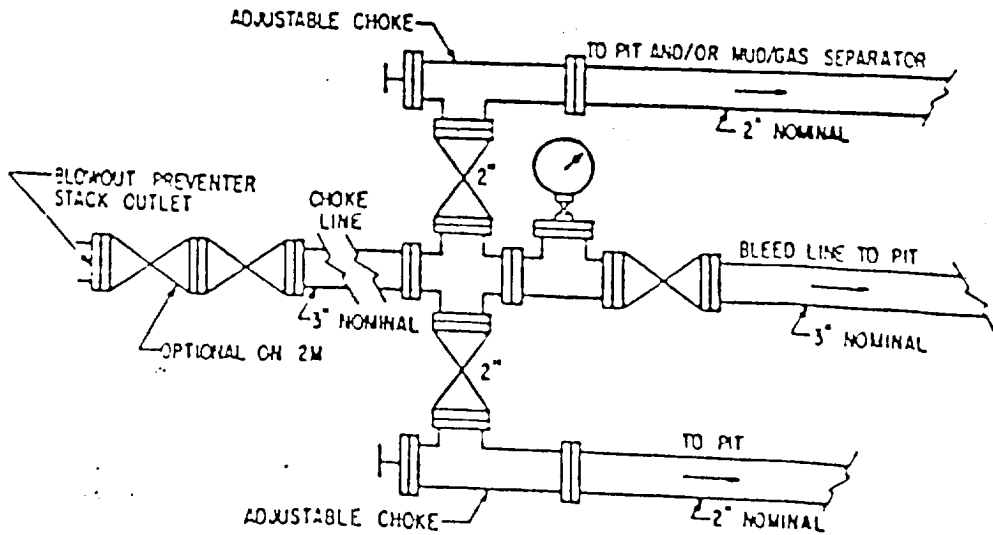 ADJUSTABLE CHOKE
TO PIT AND/OR MUD/GAS SEPARATOR
2" NOMINAL
2"
BLOWOUT PREVENTER
STACK OUTLET
CHOKE
LINE
BLEED LINE TO PIT
3" NOMINAL
3" NOMINAL
OPTIONAL ON 2M
2"
TO PIT
ADJUSTABLE CHOKE
2" NOMINAL